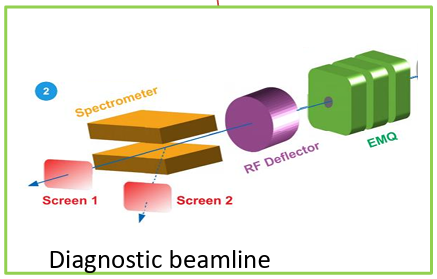 2
Spectrometer
EMQ
RF Deflector
Screen 1
Screen 2
Diagnostic beamline